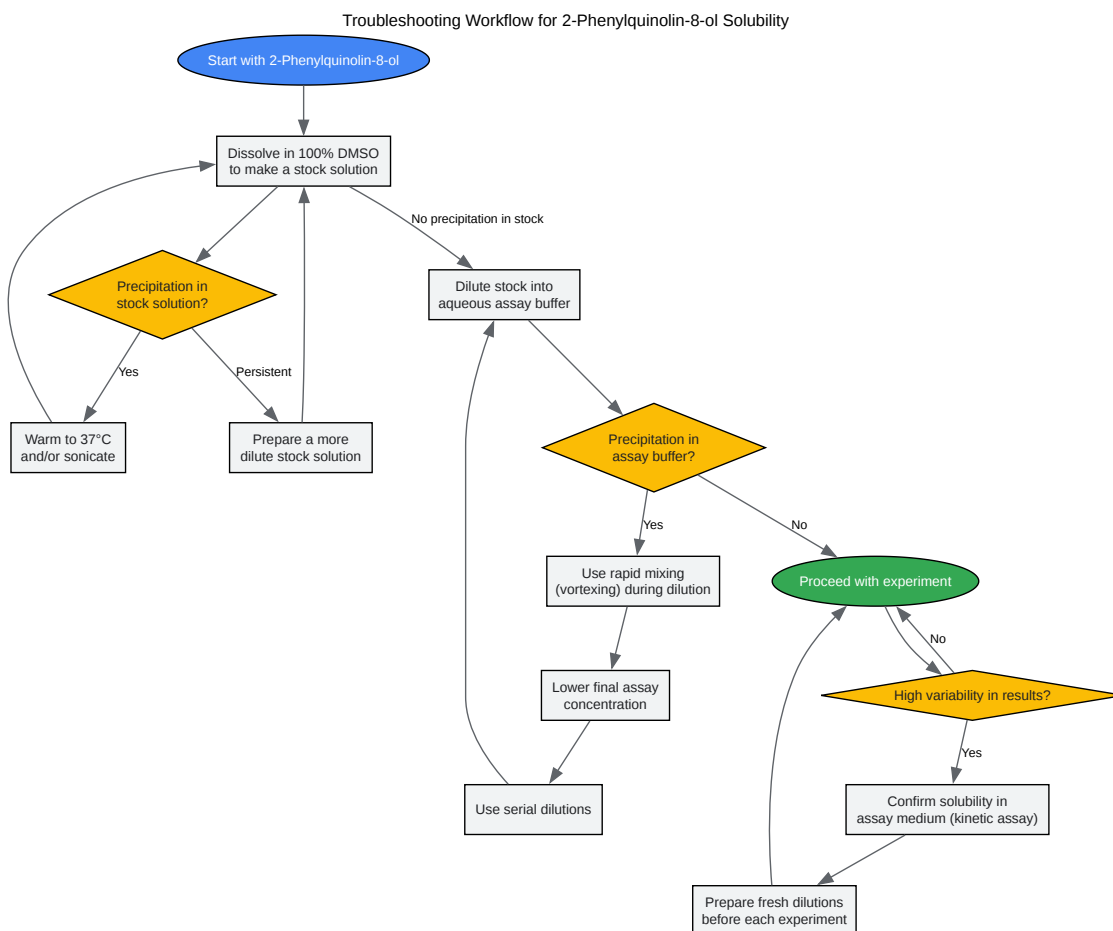 Troubleshooting Workflow for 2-Phenylquinolin-8-ol Solubility
Start with 2-Phenylquinolin-8-ol
Dissolve in 100% DMSO
to make a stock solution
No precipitation in stock
Precipitation in
stock solution?
Dilute stock into
aqueous assay buffer
Yes
Persistent
Warm to 37°C
and/or sonicate
Prepare a more
dilute stock solution
Precipitation in
assay buffer?
Yes
No
Use rapid mixing
(vortexing) during dilution
Proceed with experiment
No
Lower final assay
concentration
High variability in results?
Yes
Use serial dilutions
Confirm solubility in
assay medium (kinetic assay)
Prepare fresh dilutions
before each experiment